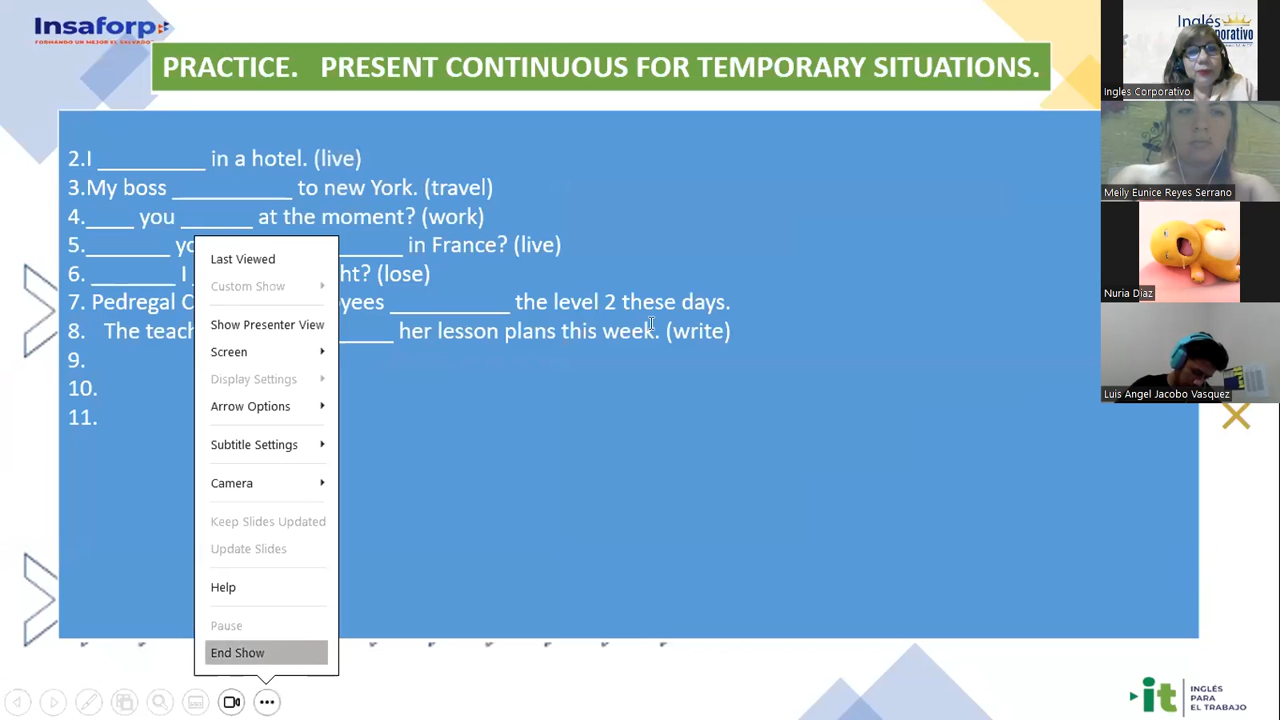 Insaforp
FORMANDO UN MEJOR EL SALVADOR
PRACTICE. PRESENT CONTINUOUS FOR TEMPORARY SITUATIONS.
2.I _________ in a hotel. (live)
3.My boss __________ to new York. (travel)
4.____ you ______ at the moment? (work)
5._______ yo ______ in France? (live)
6. _______ I ht? (lose)
7. Pedregal C yees __________ the level 2 these days.
8. The teach _____ her lesson plans this week. (write)
9.
10.
11.
Last Viewed
Custom Show
Show Presenter View
Screen
Display Settings
Arrow Options
Subtitle Settings
Camera
Keep Slides Updated
Update Slides
Help
Pause
End Show
Inglés
porativo
Ingles Corporativo
Meily Eunice Reyes Serrano
Nuria Diaz
Luis Angel Jacobo Vasquez
it
INGLÉS
PARA
EL TRABAJO